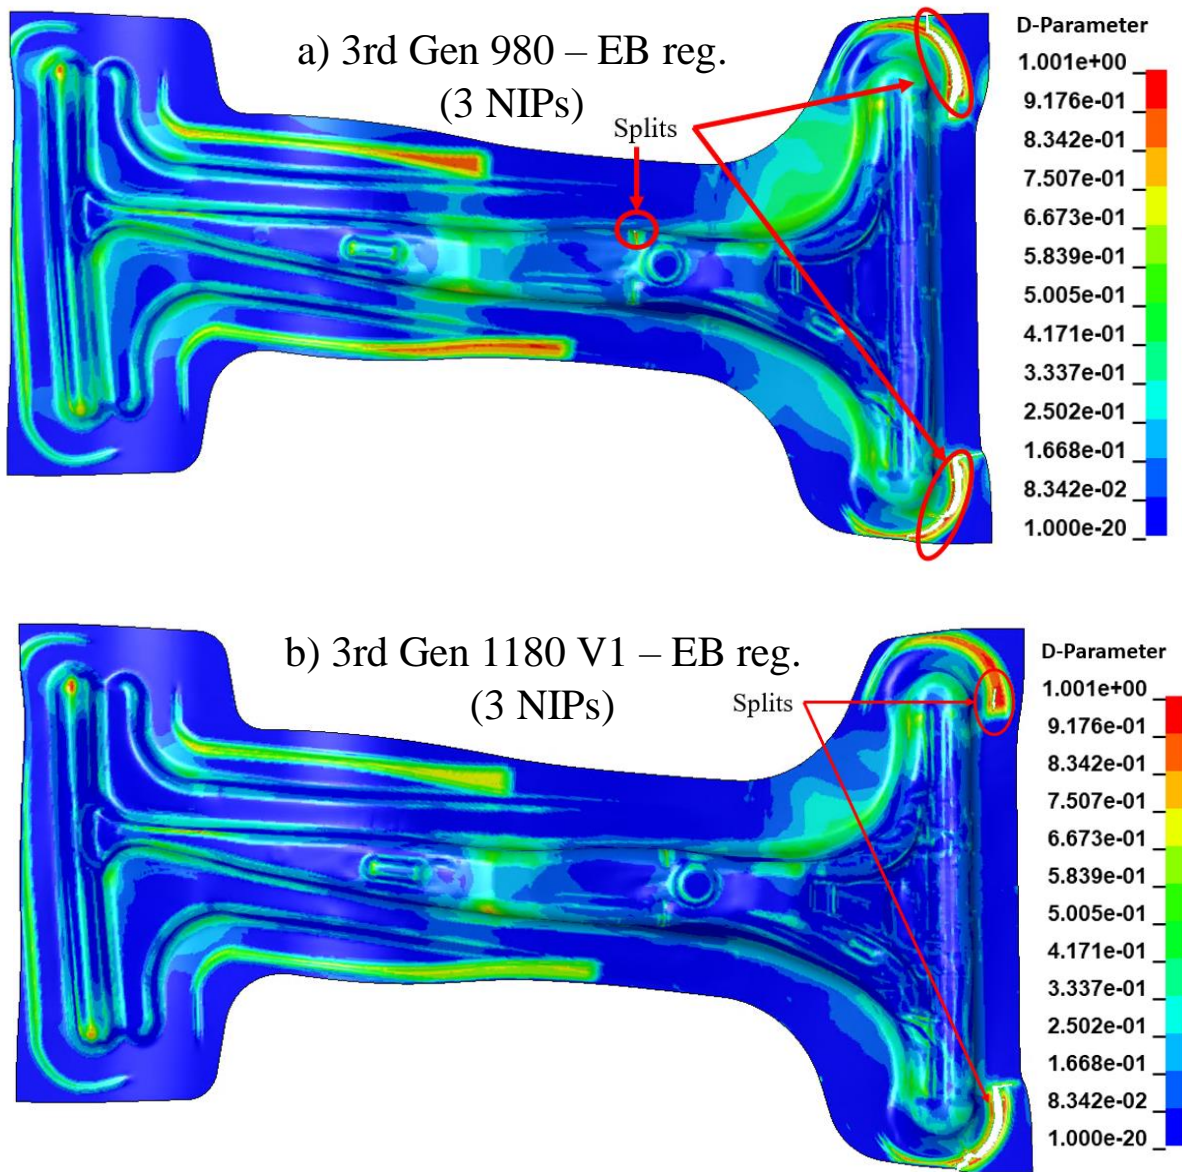 a) 3rd Gen 980 – EB reg.
(3 NIPs)
Splits
D-Parameter
1.001e+00
9.176e-01
8.342e-01
7.507e-01
6.673e-01
5.839e-01
5.005e-01
4.171e-01
3.337e-01
2.502e-01
1.668e-01
8.342e-02
1.000e-20
b) 3rd Gen 1180 V1 – EB reg.
(3 NIPs)
Splits
D-Parameter
1.001e+00
9.176e-01
8.342e-01
7.507e-01
6.673e-01
5.839e-01
5.005e-01
4.171e-01
3.337e-01
2.502e-01
1.668e-01
8.342e-02
1.000e-20